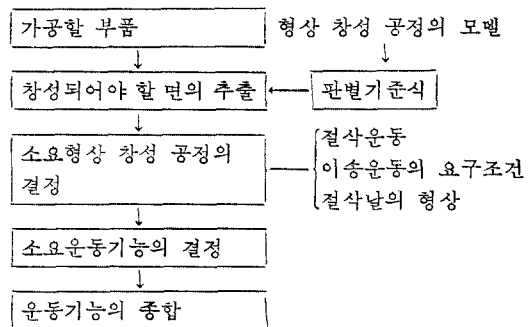 가공할 부품
형상 창성 공정의 모델
창성되어야 할 면의 추출
판별기준식
소요형상 창성 공정의
결정
절삭운동
이송운동의 요구조건
절삭날의 형상
소요운동기능의 결정
운동기능의 종합